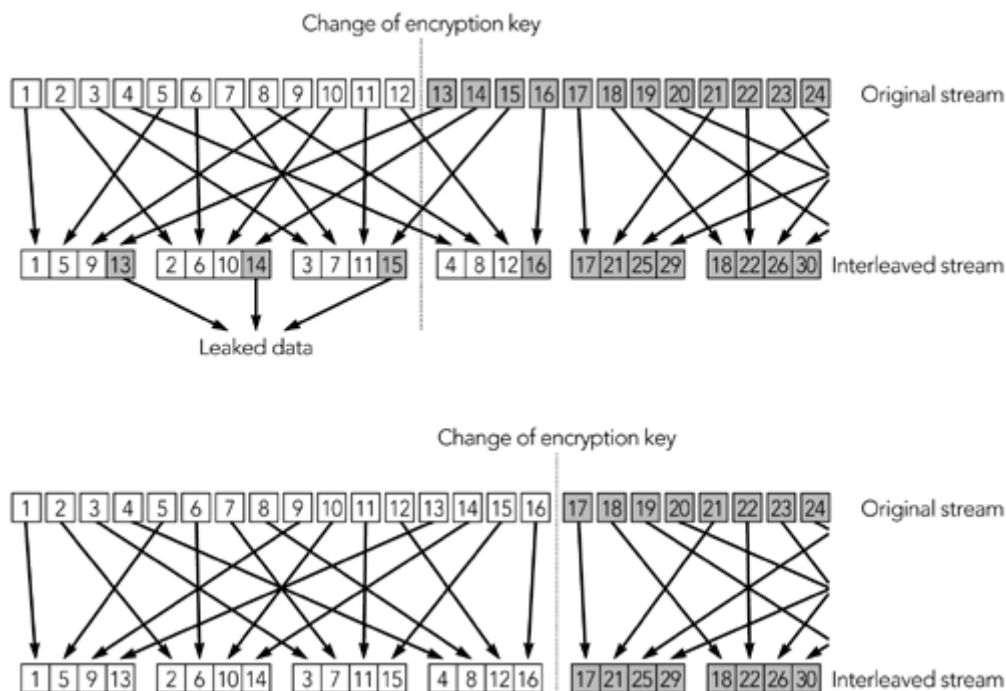 Change of encryption key
1 2 3 4 5 6 7 8 9 10 11 12 13 14 15 16 17 18 19 20 21 22 23 24 Original stream
1 5 9 13 2 6 10 14 3 7 11 15 4 8 12 16 17 21 25 29 18 22 26 30 Interleaved stream
Leaked data
Change of encryption key
1 2 3 4 5 6 7 8 9 10 11 12 13 14 15 16 17 18 19 20 21 22 23 24 Original stream
1 5 9 13 2 6 10 14 3 7 11 15 4 8 12 16 17 21 25 29 18 22 26 30 Interleaved stream